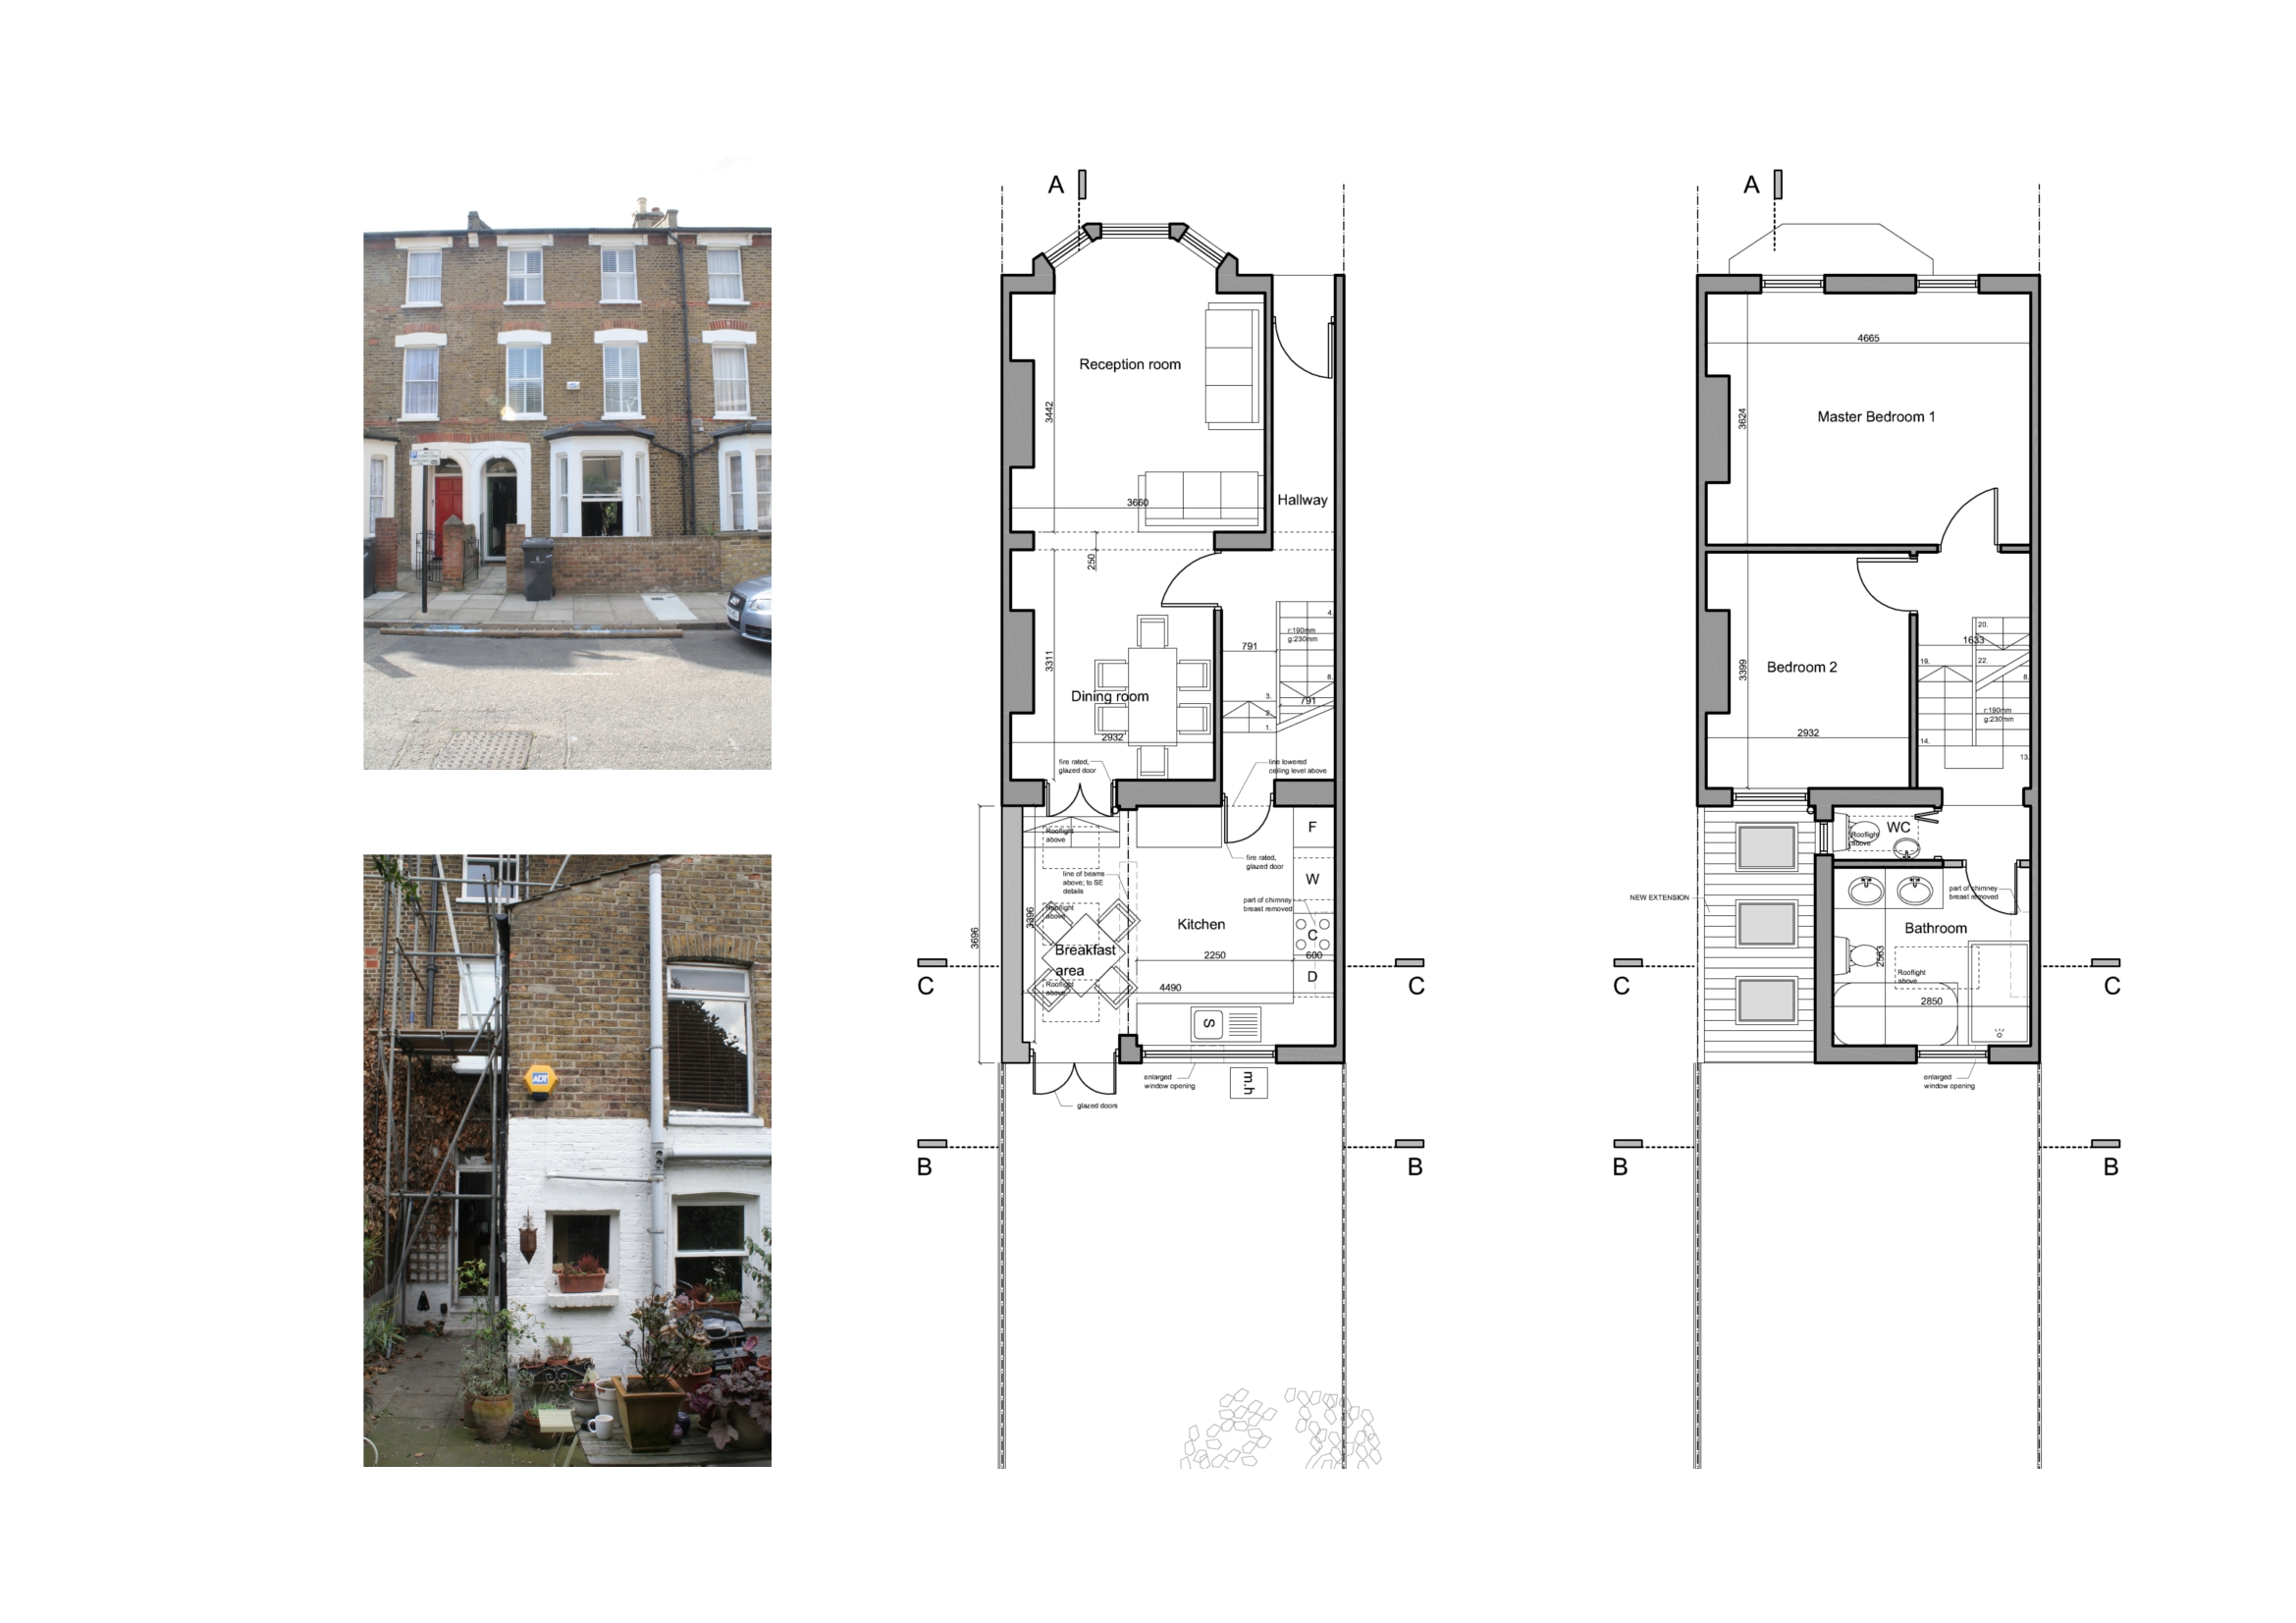 ADT
A
Reception room
3442
3660
Hallway
250
4.
r:190mm
g:230mm
791
3311
8.
3.
791
2.
1.
Dining room
2932
fire rated,
glazed door
line lowered
ceiling level above
Rooflight
above
F
fire rated,
glazed door
line of beams
above; to SE
details
W
part of chimney
breast removed
Rooflight
above
3396
3696
Kitchen
C
Breakfast
area
2250
600
D
4490
Rooflight
above
S
C
C
enlarged
window opening
m.h
glazed doors
B
B
A
4665
Master Bedroom 1
3624
20.
1633
19.
22.
Bedroom 2
3399
8.
r:190mm
g:230mm
2932
14.
13.
WC
Rooflight
above
NEW EXTENSION
part of chimney
breast removed
Bathroom
2563
Rooflight
above
2850
C
C
enlarged
window opening
B
B